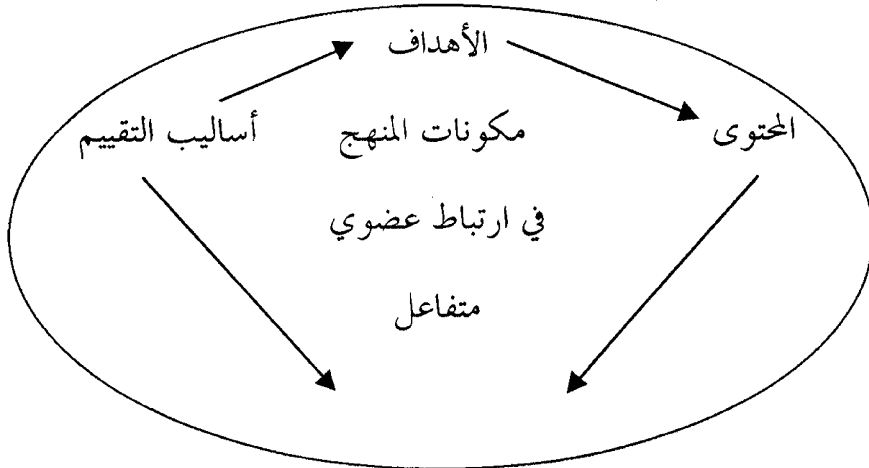 الأهداف
المحتوى
مكونات المنهج
أساليب التقييم
في ارتباط عضوي
متفاعل